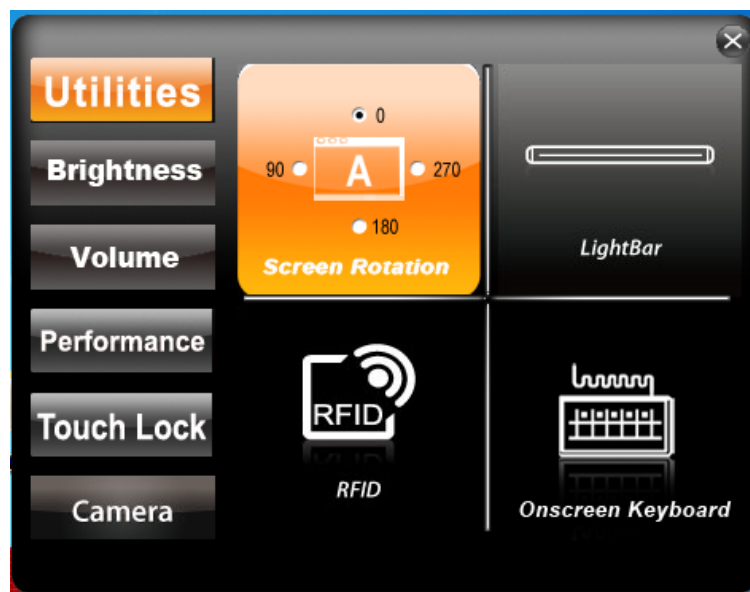 Utilities
Brightness
Volume
Performance
Touch Lock
Camera
0
90
A
270
180
Screen Rotation
LightBar
RFID
RFID
Onscreen Keyboard